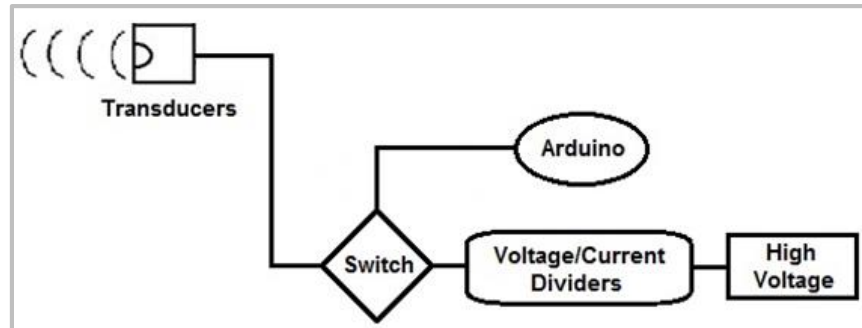 Transducers
Arduino
Switch
Voltage/Current
Dividers
High
Voltage